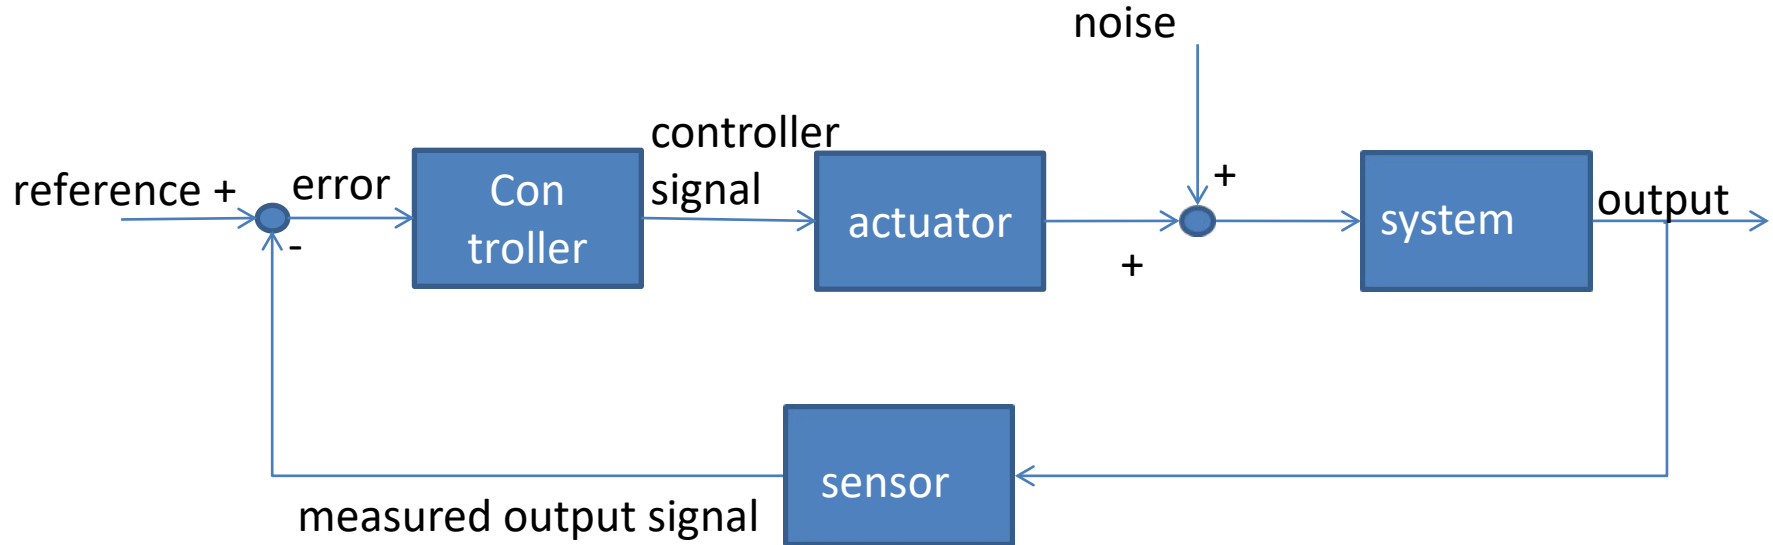 noise
controller
signal
reference +
error
-
Con
troller
actuator
+
+
system
output
sensor
measured output signal